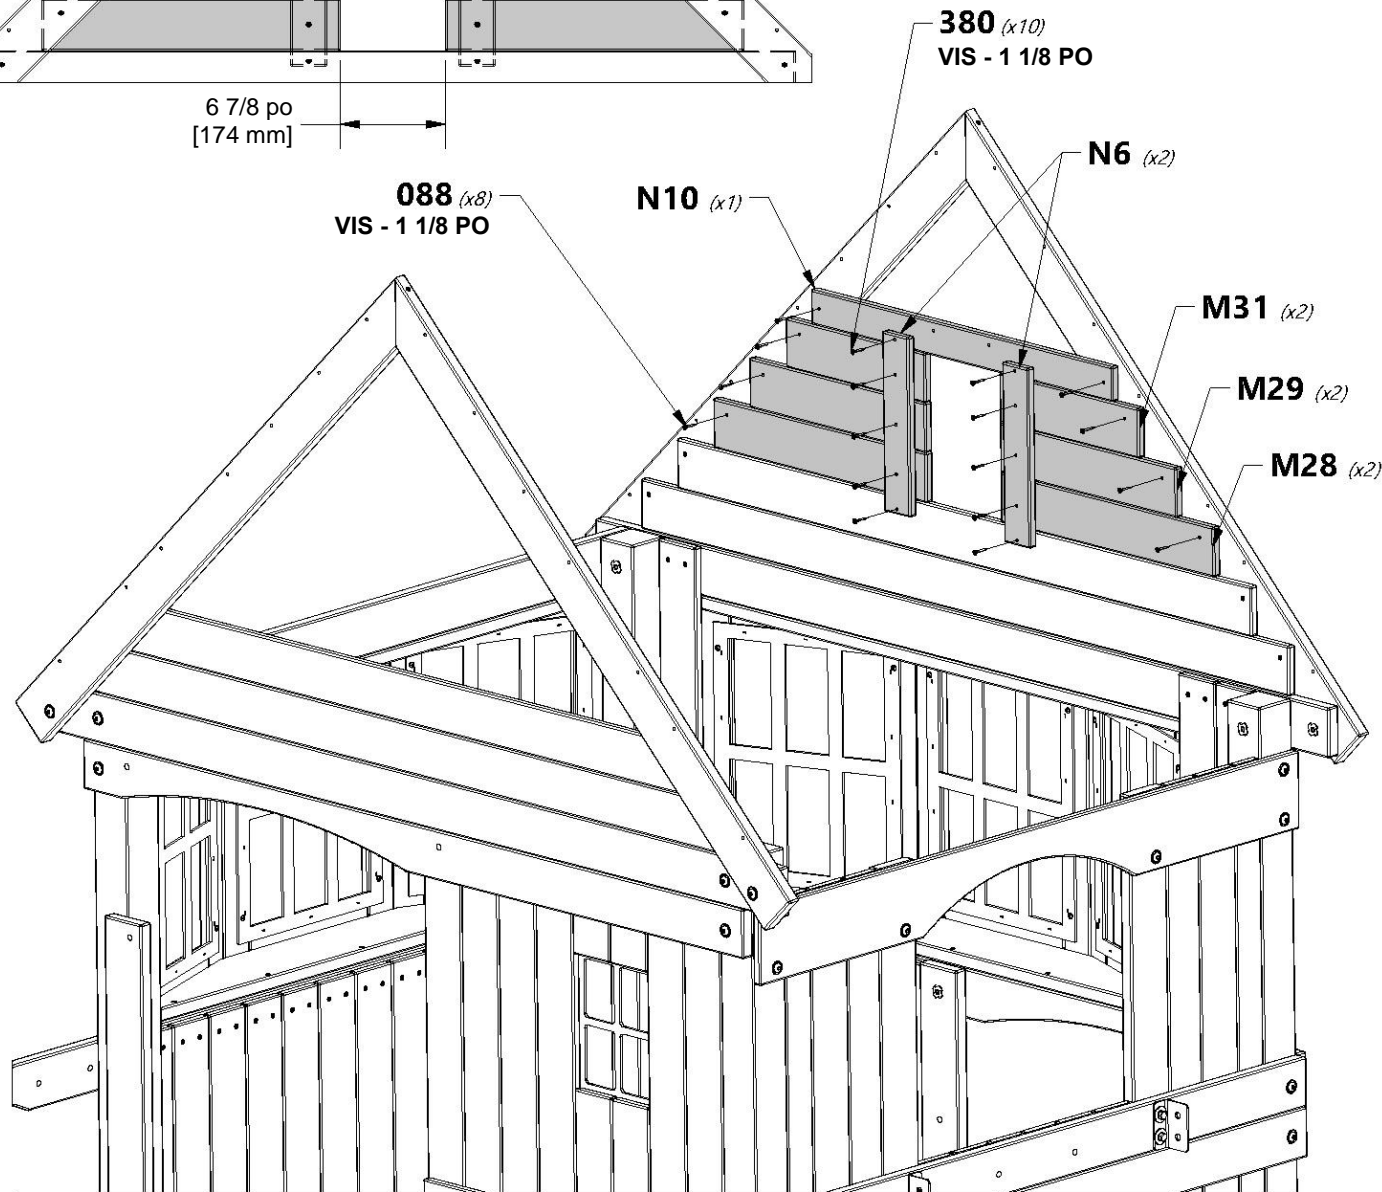 380 (x10)
VIS - 1 1/8 PO
6 7/8 po
[174 mm]
N6 (x2)
088 (x8)
VIS - 1 1/8 PO
N10 (x1)
M31 (x2)
M29 (x2)
M28 (x2)